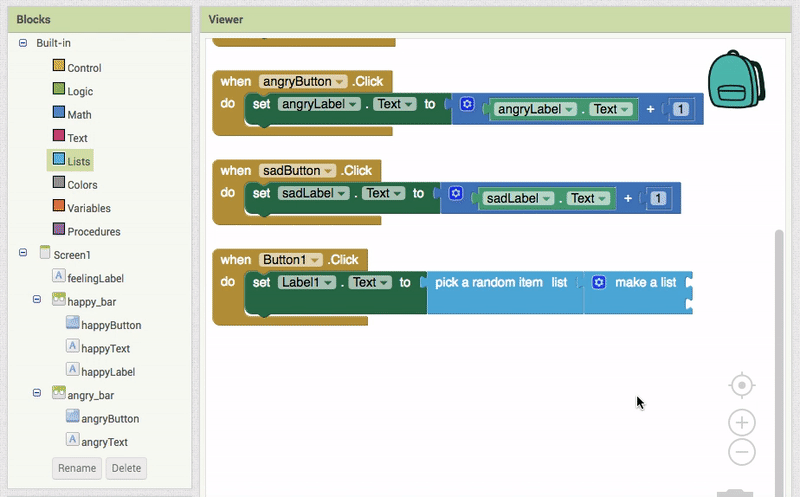 Blocks
Viewer
Built-in
Control
Logic
Math
Text
Lists
Colors
Variables
Procedures
Screen1
feelingLabel
happy_bar
happyButton
happyText
happyLabel
angry_bar
angryButton
angryText
Rename Delete
when angryButton .Click
do set angryLabel . Text to angryLabel . Text + 1
when sadButton .Click
do set sadLabel . Text to sadLabel . Text + 1
when Button1 .Click
do set Label1 . Text to pick a random item list make a list